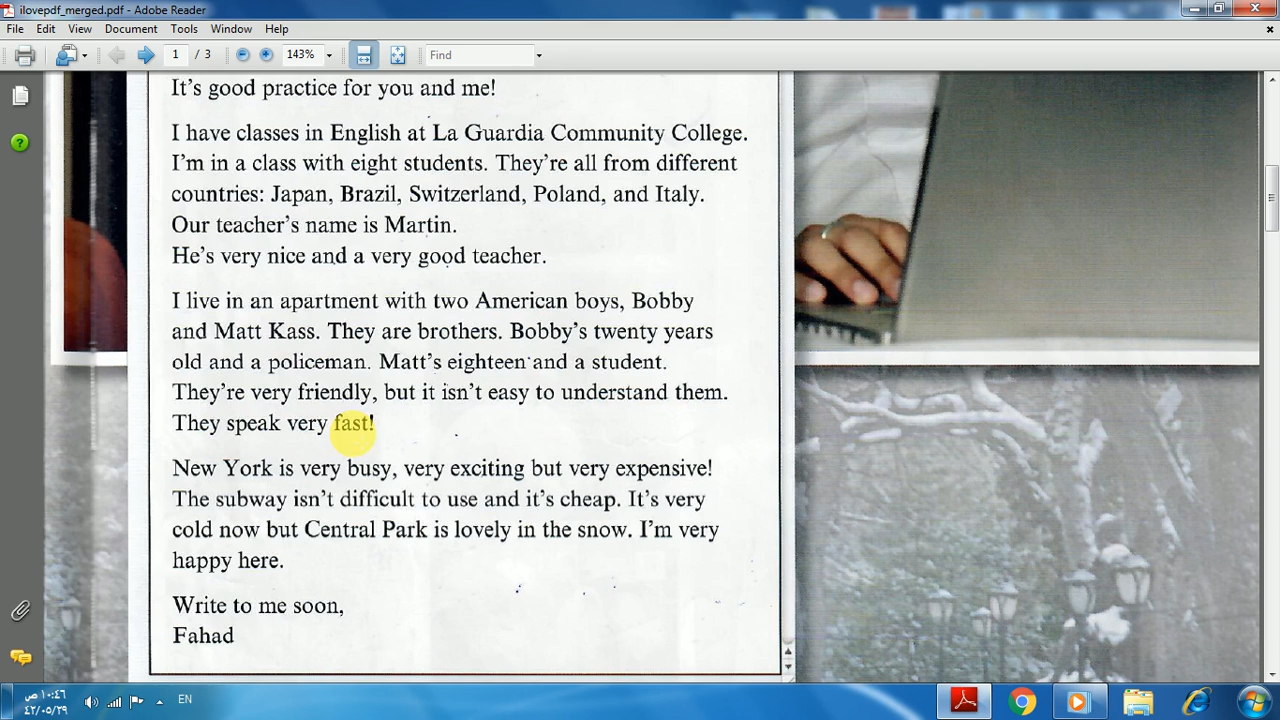 ilovepdf_merged.pdf - Adobe Reader
File Edit View Document Tools Window Help
1 / 3 143% Find
It's good practice for you and me!
I have classes in English at La Guardia Community College.
I'm in a class with eight students. They're all from different
countries: Japan, Brazil, Switzerland, Poland, and Italy.
Our teacher's name is Martin.
He's very nice and a very good teacher.
I live in an apartment with two American boys, Bobby
and Matt Kass. They are brothers. Bobby's twenty years
old and a policeman. Matt's eighteen and a student.
They're very friendly, but it isn't easy to understand them.
They speak very fast!
New York is very busy, very exciting but very expensive!
The subway isn't difficult to use and it's cheap. It's very
cold now but Central Park is lovely in the snow. I'm very
happy here.
Write to me soon,
Fahad
١٠:٤٦ ص
٤٢/٠٥/٢٩
EN